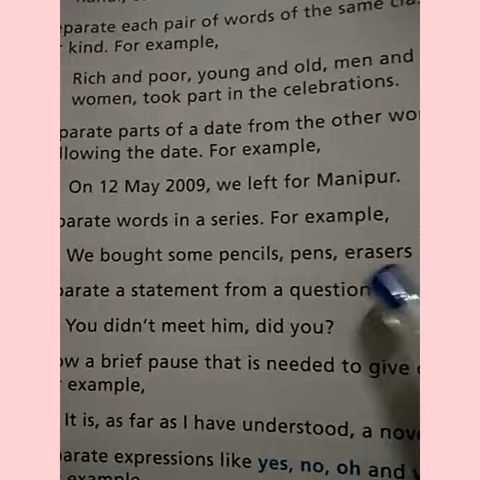 parate each pair of words of the same
kind. For example,
Rich and poor, young and old, men and
women, took part in the celebrations.
parate parts of a date from the other
llowing the date. For example,
On 12 May 2009, we left for Manipur.
parate words in a series. For example,
We bought some pencils, pens, erasers
parate a statement from a question
You didn't meet him, did you?
ow a brief pause that is needed to give
example,
It is, as far as I have understood, a
parate expressions like yes, no, oh and
example